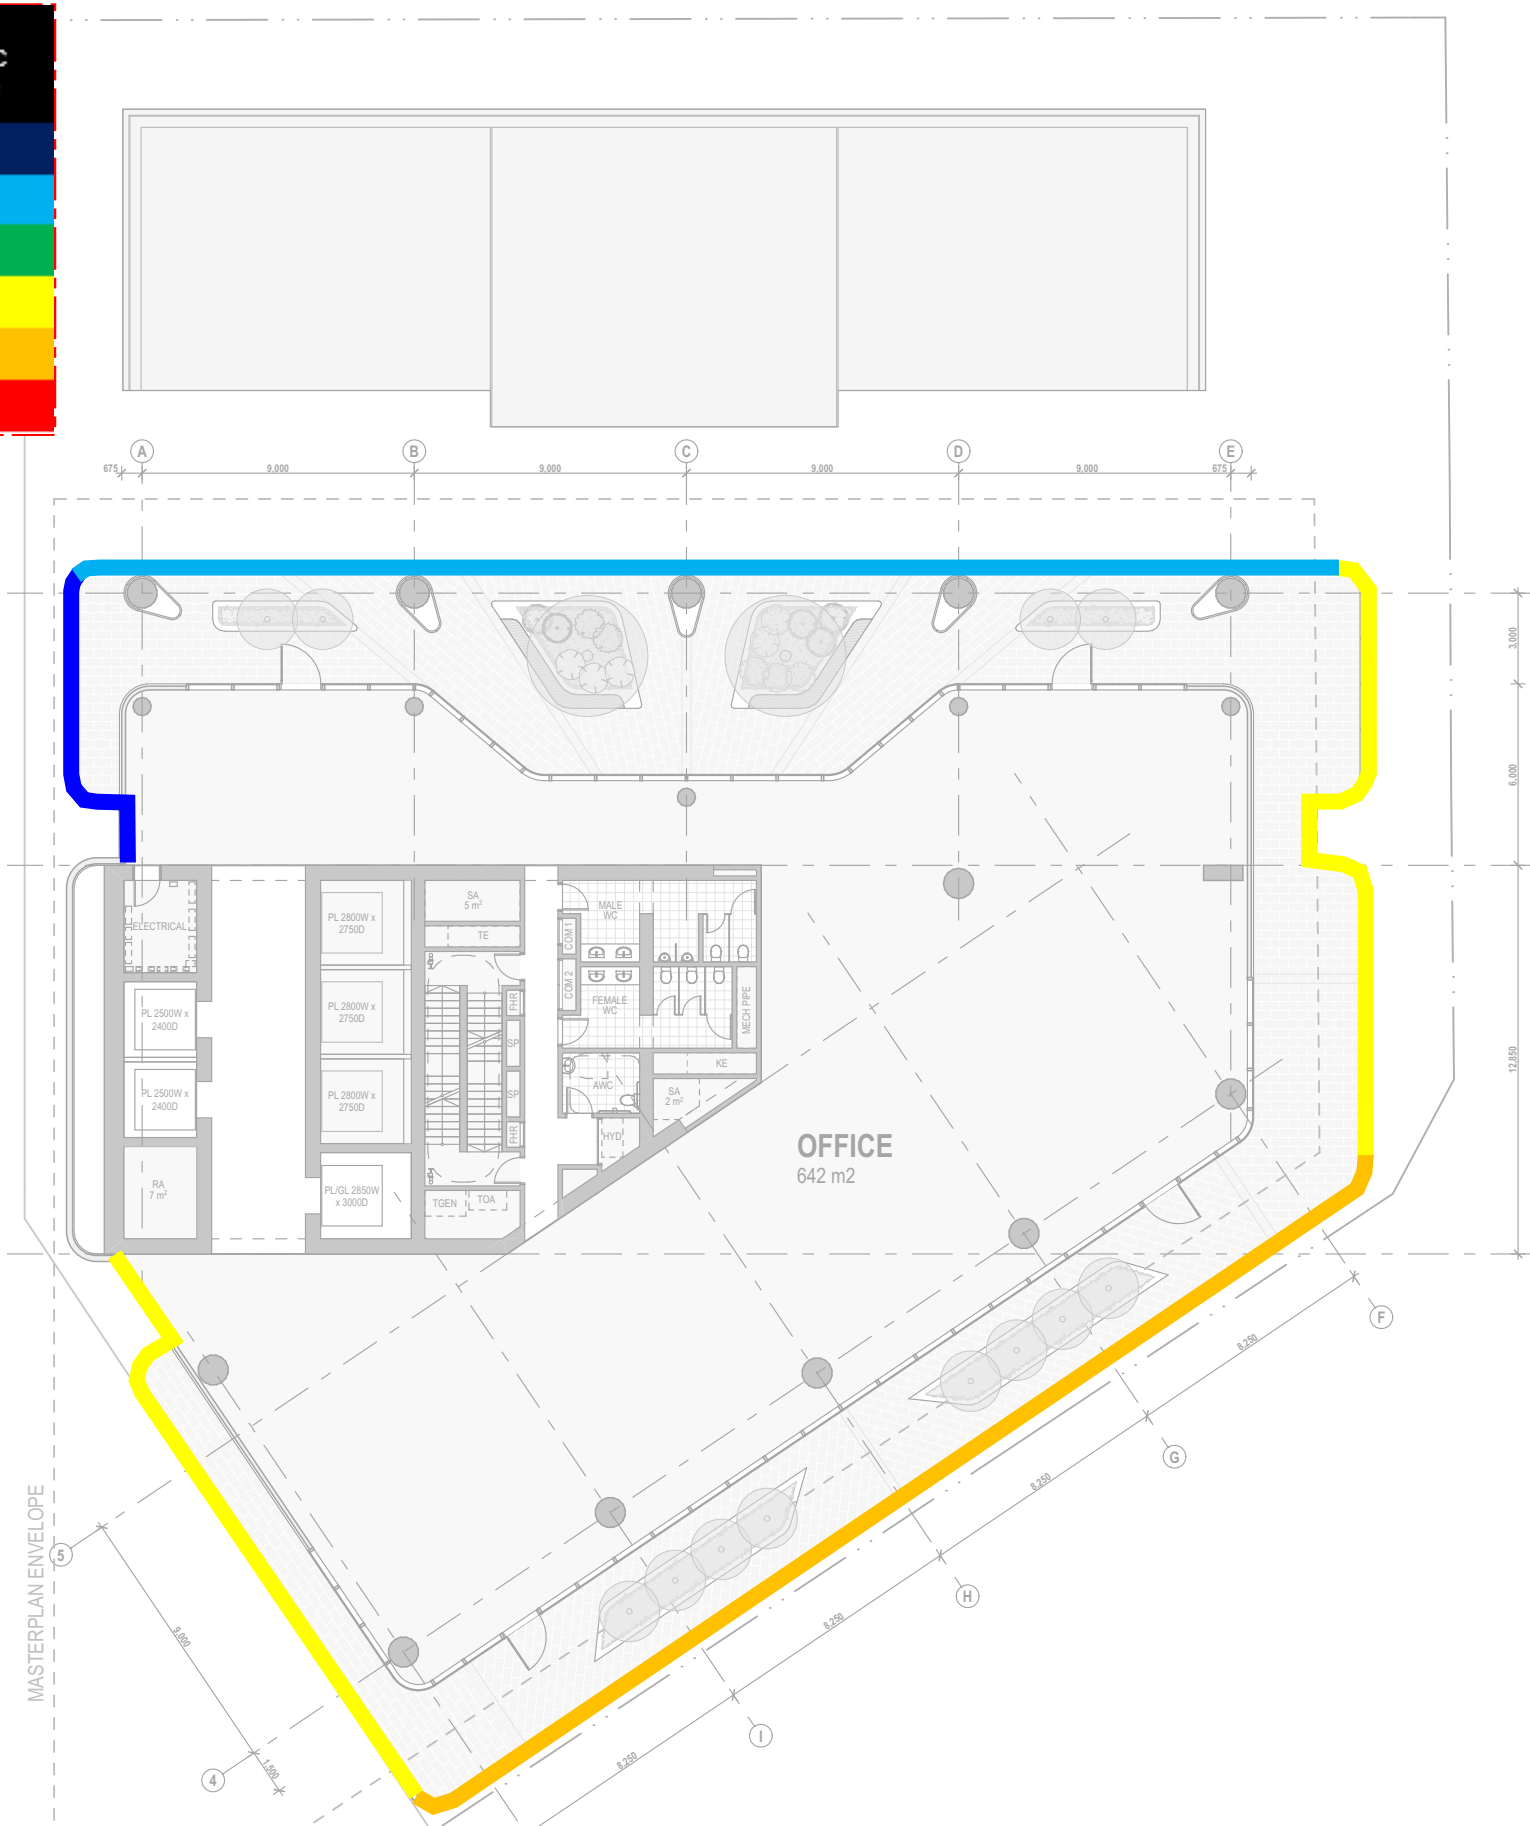 C
A
B
C
D
E
675
9,000
9,000
9,000
9,000
675
3,000
6,000
12,850
ELECTRICAL
PL 2800W x
2750D
SA
5 m²
TE
MALE
WC
COM 1
COM 2
FEMALE
WC
MECH PIPE
PL 2500W x
2400D
PL 2800W x
2750D
FHR
SP
PL 2500W x
2400D
PL 2800W x
2750D
SP
FHR
AWC
KE
SA
2 m²
HYD
RA
7 m²
PL/GL 2850W
x 3000D
TGEN
TOA
OFFICE
642 m2
F
8,250
G
8,250
H
8,250
I
8,250
5
9,000
4
1,500
MASTERPLAN ENVELOPE